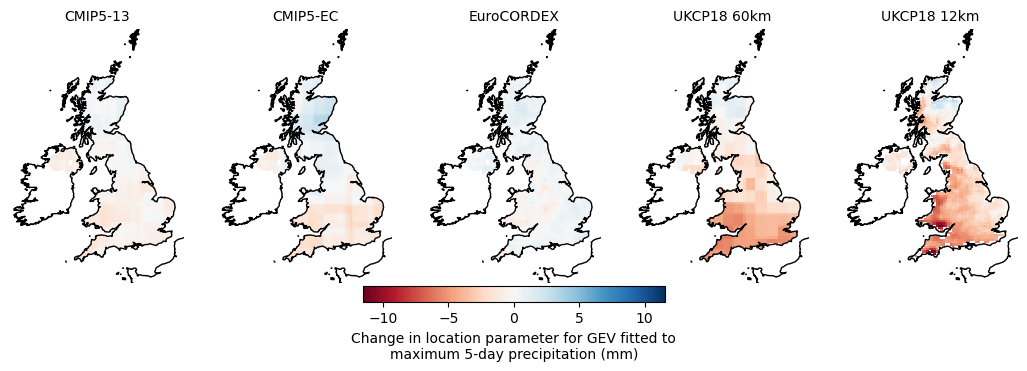 CMIP5-13
CMIP5-EC
EuroCORDEX
UKCP18 60km
UKCP18 12km
−10
−5
0
5
10
Change in location parameter for GEV fitted to
maximum 5-day precipitation (mm)